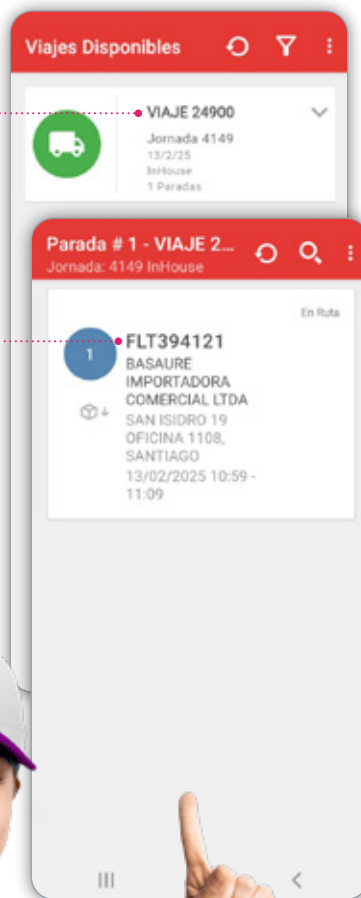 Viajes Disponibles
VIAJE 24900
Jornada 4149
13/2/25
InHouse
1 Paradas
Parada # 1 - VIAJE 2...
Jornada: 4149 InHouse
En Ruta
1
FLT394121
BASAURE
IMPORTADORA
COMERCIAL LTDA
SAN ISIDRO 19
OFICINA 1108,
SANTIAGO
13/02/2025 10:59 -
11:09